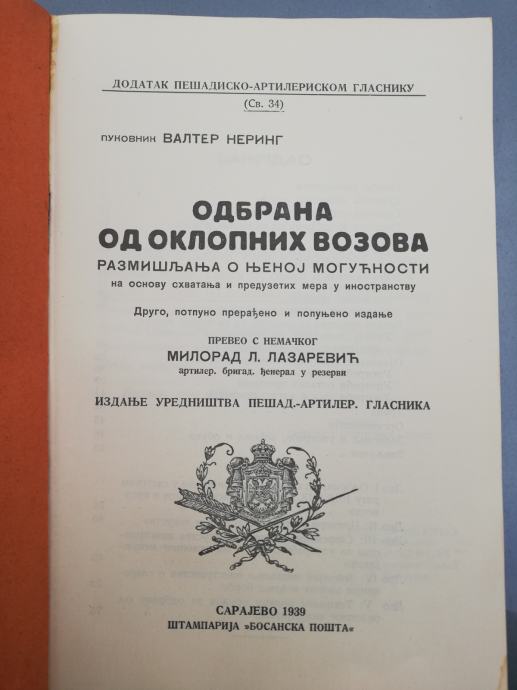 ДОДАТАК ПЕШАДИСКО-АРТИЛЕРИСКОМ ГЛАСНИКУ
(Св. 34)
ПУКОВНИК ВАЛТЕР НЕРИНГ
ОДБРАНА
ОД ОКЛОПНИХ ВОЗОВА
РАЗМИШЉАЊА О ЊЕНОЈ МОГУЋНОСТИ
на основу схватања и предузетих мера у иностранству
Друго, потпуно прерађено и попуњено издање
ПРЕВЕО С НЕМАЧКОГ
МИЛОРАД Л. ЛАЗАРЕВИЋ
артилер. бригад. ђенерал у резерви
ИЗДАЊЕ УРЕДНИШТВА ПЕШАД.-АРТИЛЕР. ГЛАСНИКА
САРАЈЕВО 1939
ШТАМПАРИЈА »БОСАНСКА ПОШТА«